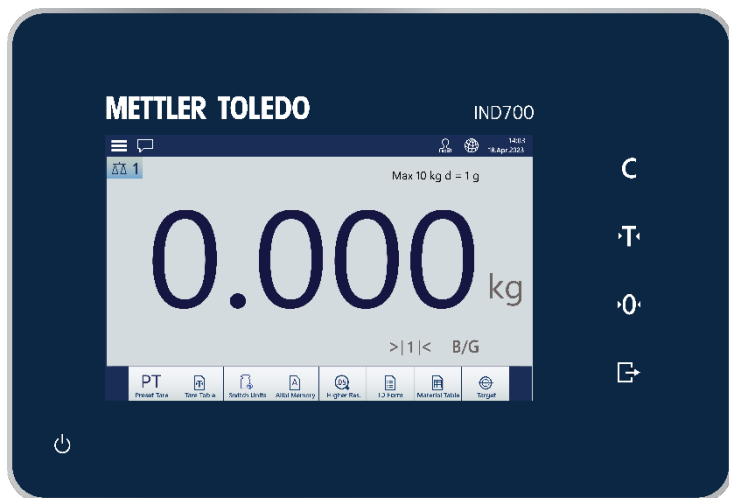 METTLER TOLEDO
IND700
14:03
18.Apr.2023
1
Max 10 kg d = 1 g
0.000 kg
>|1|< B/G
C
T
0
PT
Preset Tare
Tare Table
Switch Units
Alibi Memory
Higher Res.
ID Form
Material Table
Target